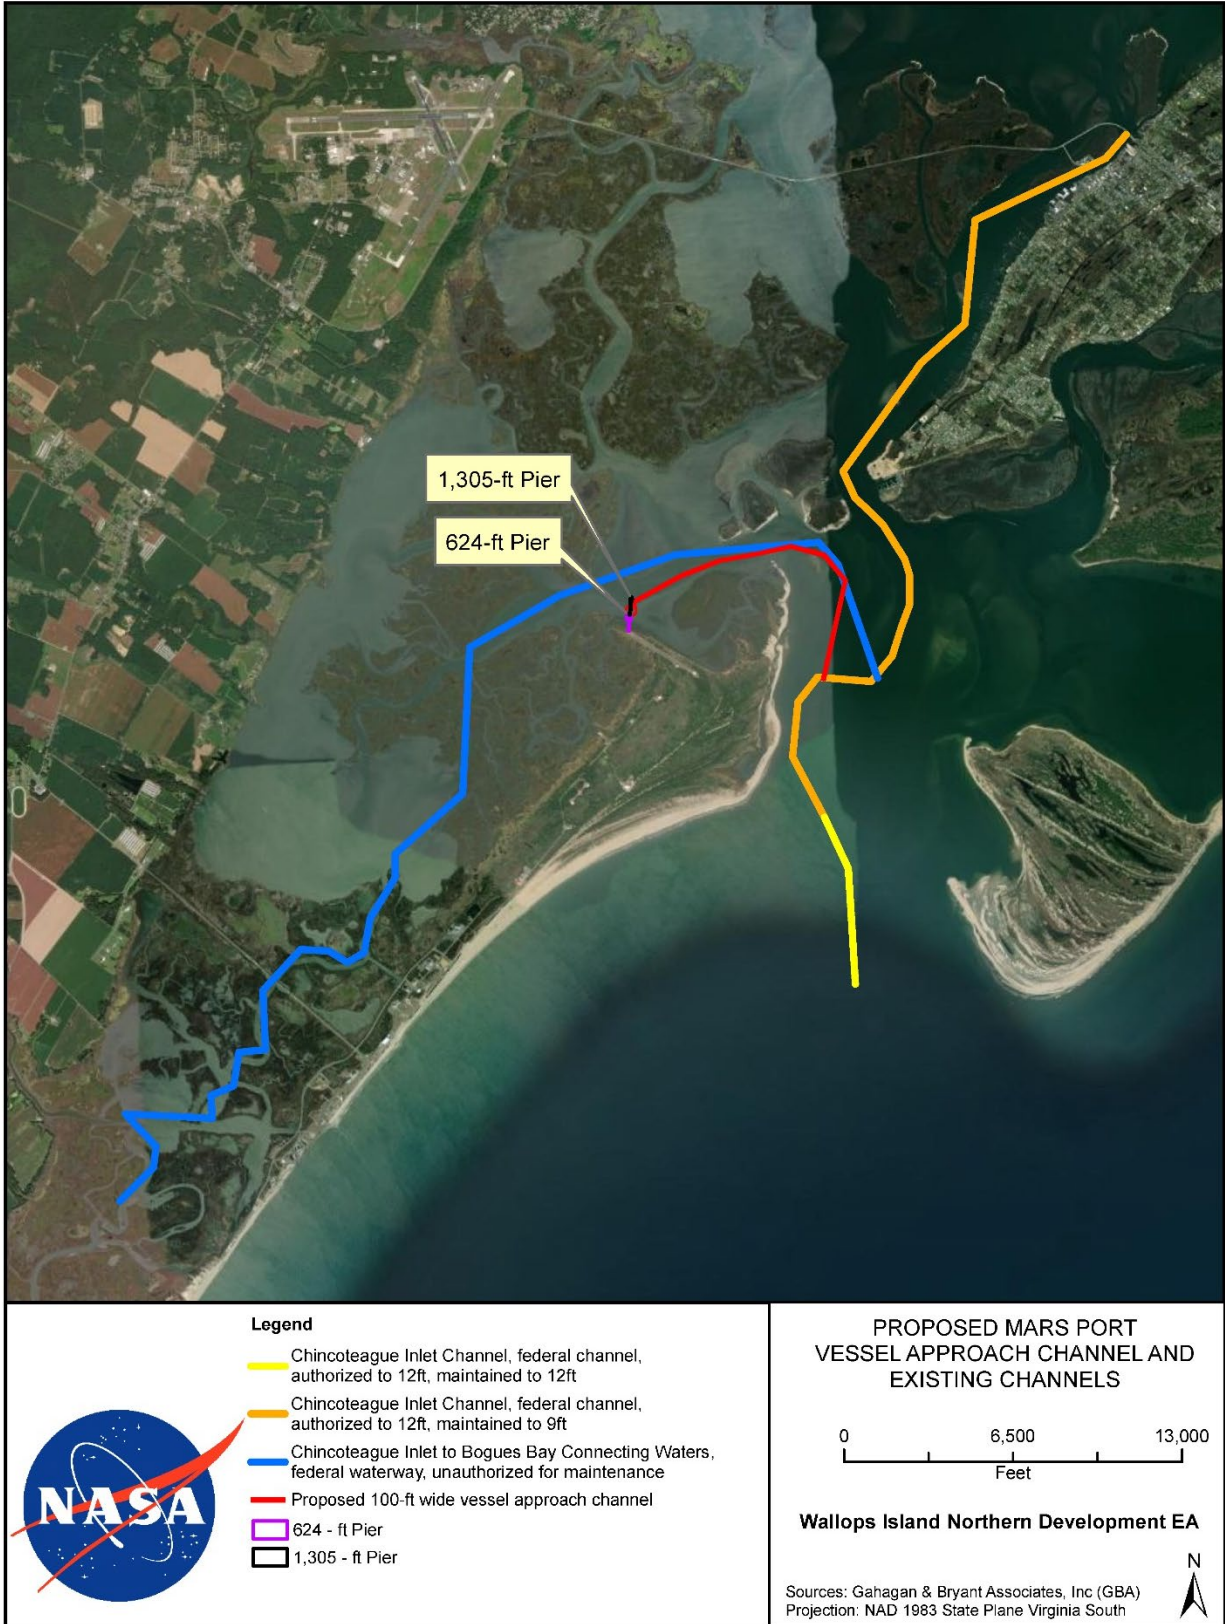 1,305-ft Pier
624-ft Pier
Legend
Chincoteague Inlet Channel, federal channel,
authorized to 12ft, maintained to 12ft
Chincoteague Inlet Channel, federal channel,
authorized to 12ft, maintained to 9ft
Chincoteague Inlet to Bogues Bay Connecting Waters,
federal waterway, unauthorized for maintenance
Proposed 100-ft wide vessel approach channel
624 - ft Pier
1,305 - ft Pier
NASA
PROPOSED MARS PORT
VESSEL APPROACH CHANNEL AND
EXISTING CHANNELS
0 6,500 13,000
Feet
Wallops Island Northern Development EA
N
Sources: Gahagan & Bryant Associates, Inc (GBA)
Projection: NAD 1983 State Plane Virginia South